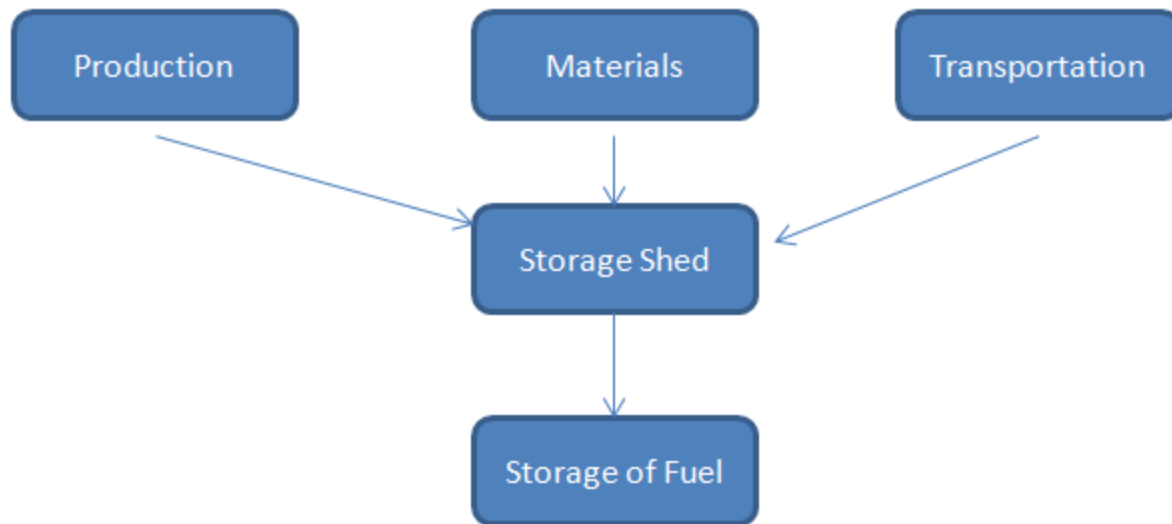 Production
Materials
Transportation
Storage Shed
Storage of Fuel